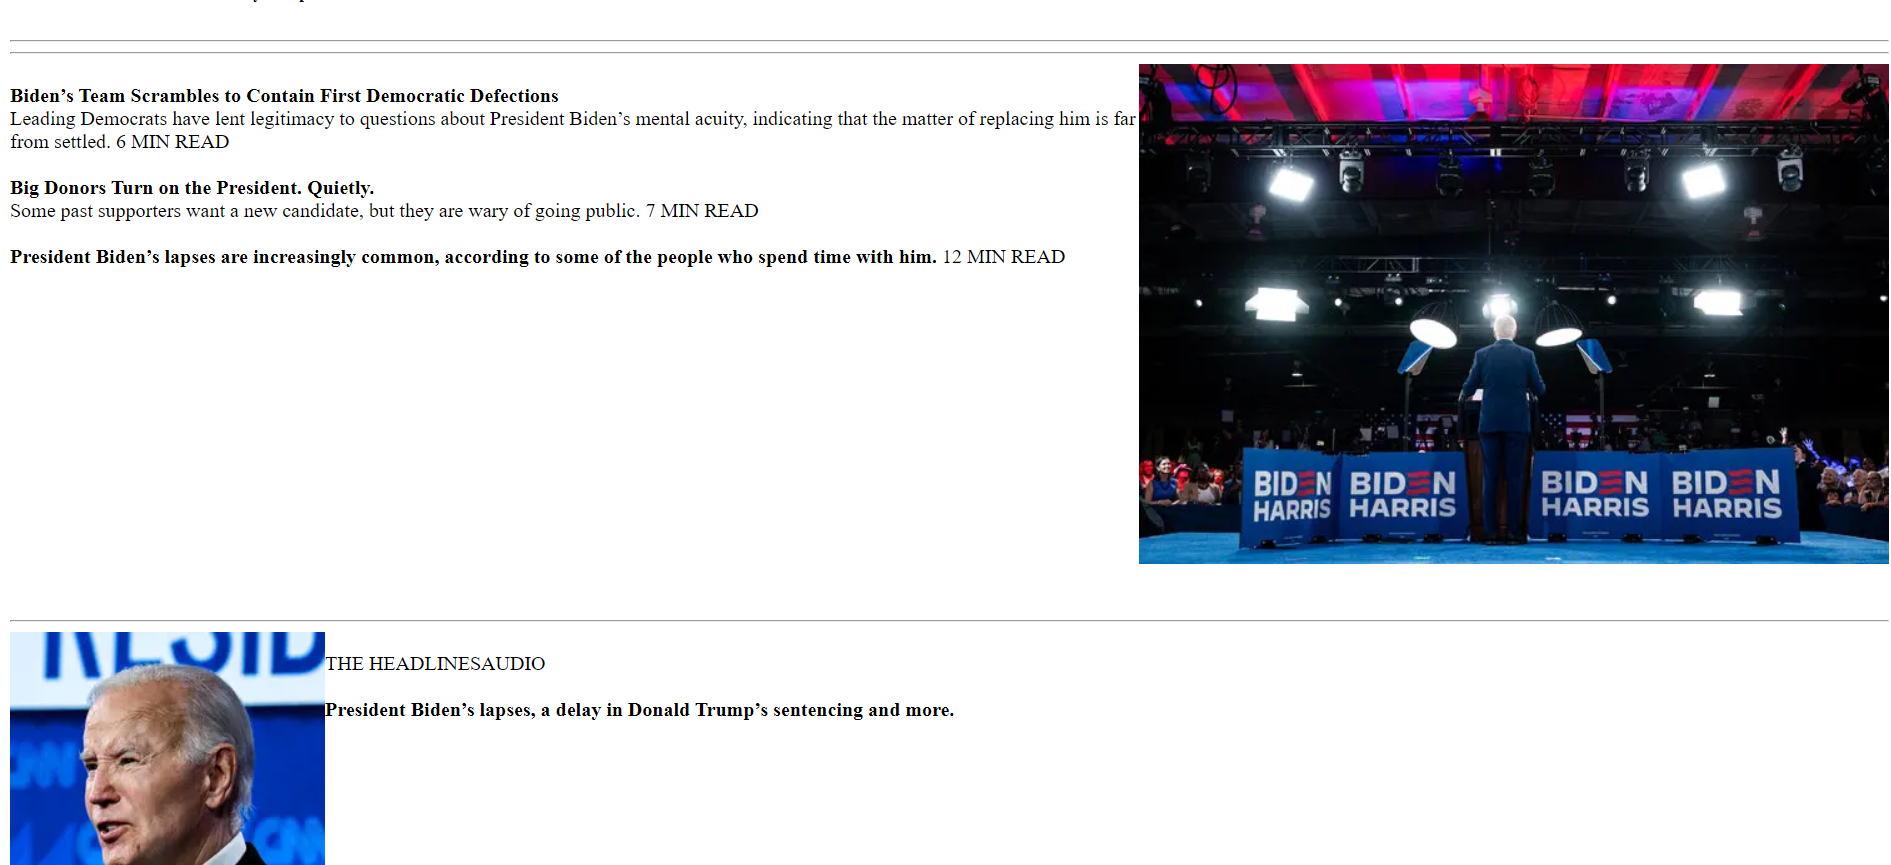 Biden’s Team Scrambles to Contain First Democratic Defections
Leading Democrats have lent legitimacy to questions about President Biden’s mental acuity, indicating that the matter of replacing him is far
from settled. 6 MIN READ
Big Donors Turn on the President. Quietly.
Some past supporters want a new candidate, but they are wary of going public. 7 MIN READ
President Biden’s lapses are increasingly common, according to some of the people who spend time with him. 12 MIN READ
BIDEN HARRIS
BIDEN HARRIS
BIDEN HARRIS
BIDEN HARRIS
RESID
THE HEADLINESAUDIO
President Biden’s lapses, a delay in Donald Trump’s sentencing and more.
CNN
CNN